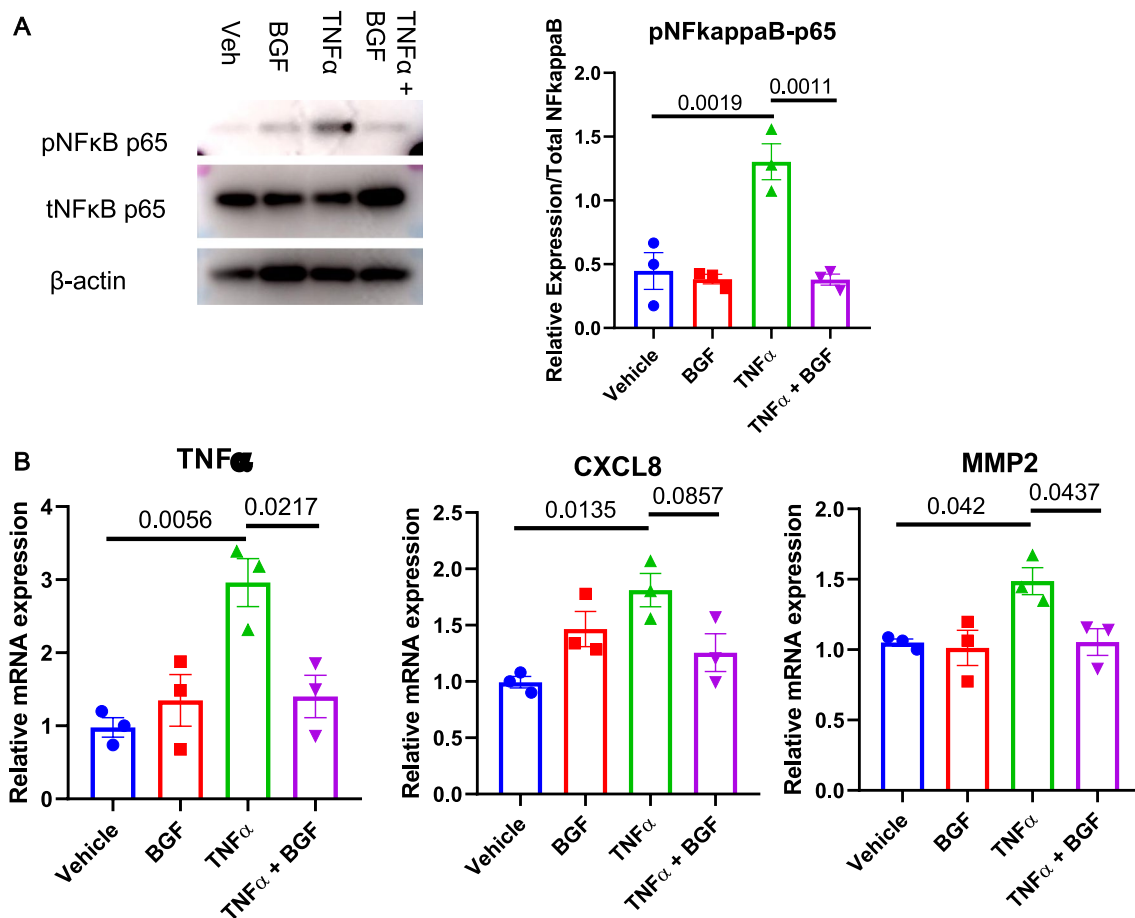 A
Veh
BGF
TNFα
TNFα +
BGF
pNFκB p65
tNFκB p65
β-actin
pNFkappaB-p65
Relative Expression/Total NFkappaB
2.0
1.5
1.0
0.5
0.0
0.0019
0.0011
Vehicle
BGF
TNFα
TNFα + BGF
B
TNFα
Relative mRNA expression
4
3
2
1
0
0.0056
0.0217
Vehicle
BGF
TNFα
TNFα + BGF
CXCL8
Relative mRNA expression
2.5
2.0
1.5
1.0
0.5
0.0
0.0135
0.0857
Vehicle
BGF
TNFα
TNFα + BGF
MMP2
Relative mRNA expression
2.0
1.5
1.0
0.5
0.0
0.042
0.0437
Vehicle
BGF
TNFα
TNFα + BGF